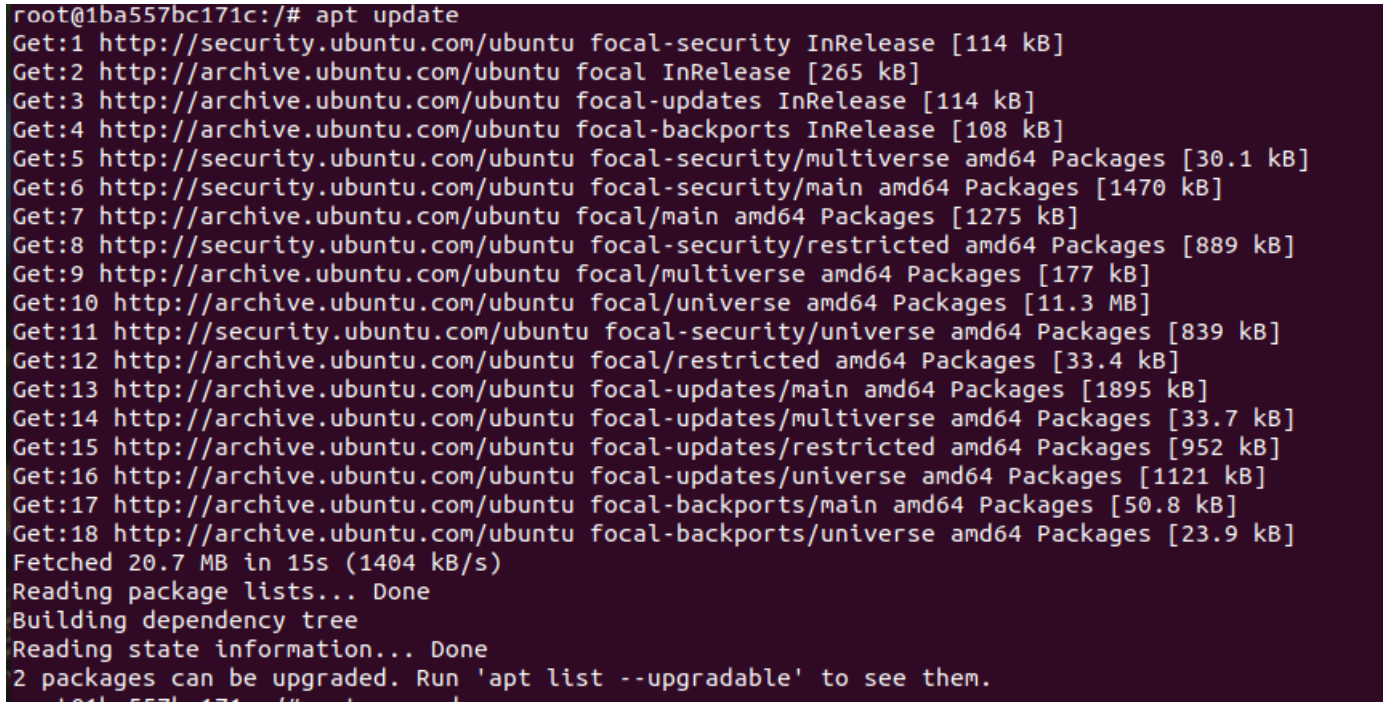 root@1ba557bc171c:/# apt update
Get:1 http://security.ubuntu.com/ubuntu focal-security InRelease [114 kB]
Get:2 http://archive.ubuntu.com/ubuntu focal InRelease [265 kB]
Get:3 http://archive.ubuntu.com/ubuntu focal-updates InRelease [114 kB]
Get:4 http://archive.ubuntu.com/ubuntu focal-backports InRelease [108 kB]
Get:5 http://security.ubuntu.com/ubuntu focal-security/multiverse amd64 Packages [30.1 kB]
Get:6 http://security.ubuntu.com/ubuntu focal-security/main amd64 Packages [1470 kB]
Get:7 http://archive.ubuntu.com/ubuntu focal/main amd64 Packages [1275 kB]
Get:8 http://security.ubuntu.com/ubuntu focal-security/restricted amd64 Packages [889 kB]
Get:9 http://archive.ubuntu.com/ubuntu focal/multiverse amd64 Packages [177 kB]
Get:10 http://archive.ubuntu.com/ubuntu focal/universe amd64 Packages [11.3 MB]
Get:11 http://security.ubuntu.com/ubuntu focal-security/universe amd64 Packages [839 kB]
Get:12 http://archive.ubuntu.com/ubuntu focal/restricted amd64 Packages [33.4 kB]
Get:13 http://archive.ubuntu.com/ubuntu focal-updates/main amd64 Packages [1895 kB]
Get:14 http://archive.ubuntu.com/ubuntu focal-updates/multiverse amd64 Packages [33.7 kB]
Get:15 http://archive.ubuntu.com/ubuntu focal-updates/restricted amd64 Packages [952 kB]
Get:16 http://archive.ubuntu.com/ubuntu focal-updates/universe amd64 Packages [1121 kB]
Get:17 http://archive.ubuntu.com/ubuntu focal-backports/main amd64 Packages [50.8 kB]
Get:18 http://archive.ubuntu.com/ubuntu focal-backports/universe amd64 Packages [23.9 kB]
Fetched 20.7 MB in 15s (1404 kB/s)
Reading package lists... Done
Building dependency tree
Reading state information... Done
2 packages can be upgraded. Run 'apt list --upgradable' to see them.